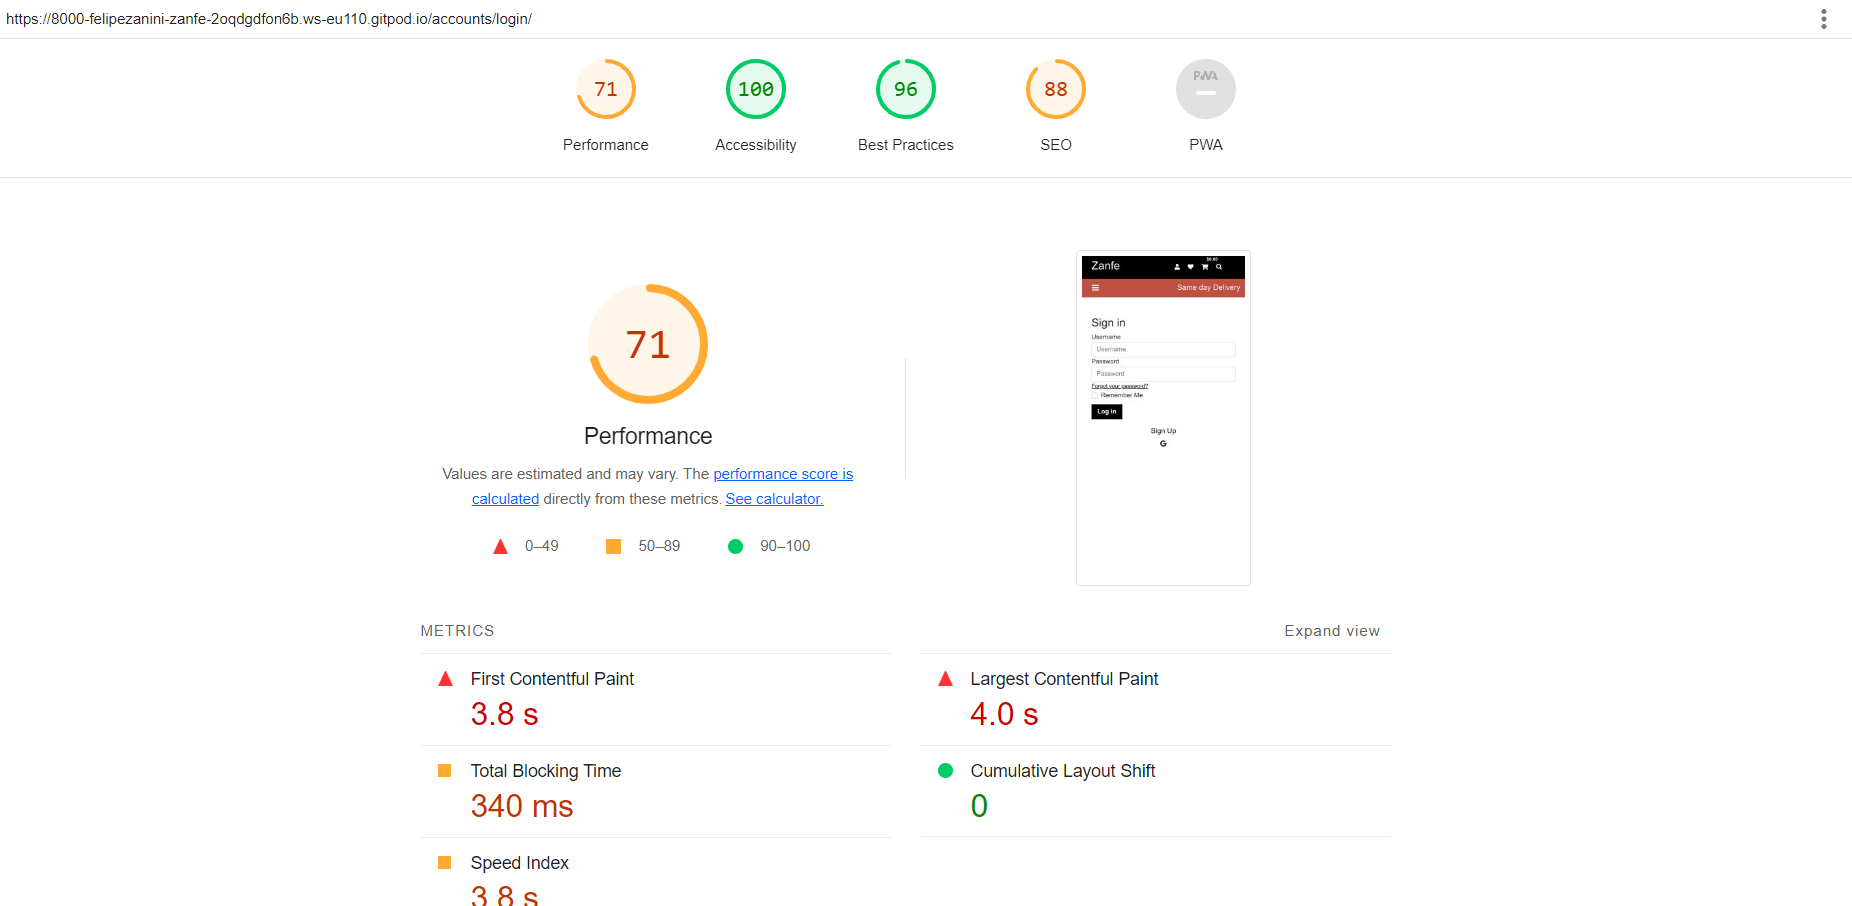 https://8000-felipezanini-zanfe-2oqdgdfon6b.ws-eu110.gitpod.io/accounts/login/
71
100
96
88
PWA
Performance
Accessibility
Best Practices
SEO
PWA
71
Performance
Values are estimated and may vary. The performance score is
calculated directly from these metrics. See calculator.
0–49
50–89
90–100
Zanfe
$0.00
Same day Delivery
Sign in
Username
Username
Password
Password
Forgot your password?
Remember Me
Log in
Sign Up
G
METRICS
Expand view
First Contentful Paint
3.8 s
Largest Contentful Paint
4.0 s
Total Blocking Time
340 ms
Cumulative Layout Shift
0
Speed Index
3.8 s